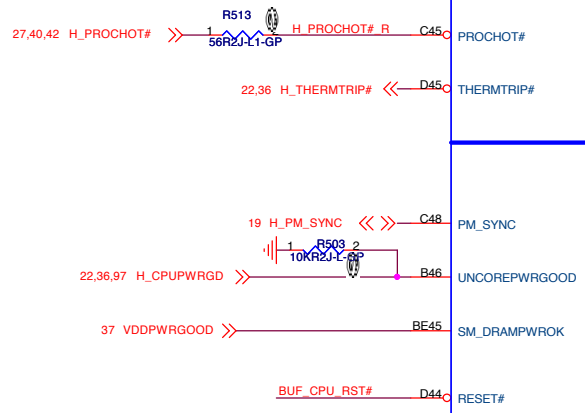 R513
27,40,42 H_PROCHOT# 1 2 H_PROCHOT#_R C45 PROCHOT#
56R2J-L1-GP
22,36 H_THERMTRIP# D45 THERMTRIP#
19 H_PM_SYNC C48 PM_SYNC
1 R503 2
10KR2J-L-GP
22,36,97 H_CPUPWRGD B46 UNCOREPWRGOOD
37 VDDPWRGOOD BE45 SM_DRAMPWROK
BUF_CPU_RST# D44 RESET#